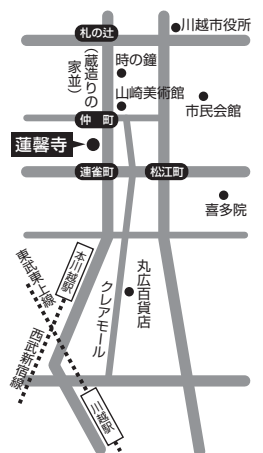 札の辻
川越市役所
（蔵造りの
家並）
時の鐘
山崎美術館
市民会館
仲　町
蓮馨寺
連雀町
松江町
喜多院
本川越駅
東武東上線
西武新宿線
クレアモール
丸広百貨店
川越駅